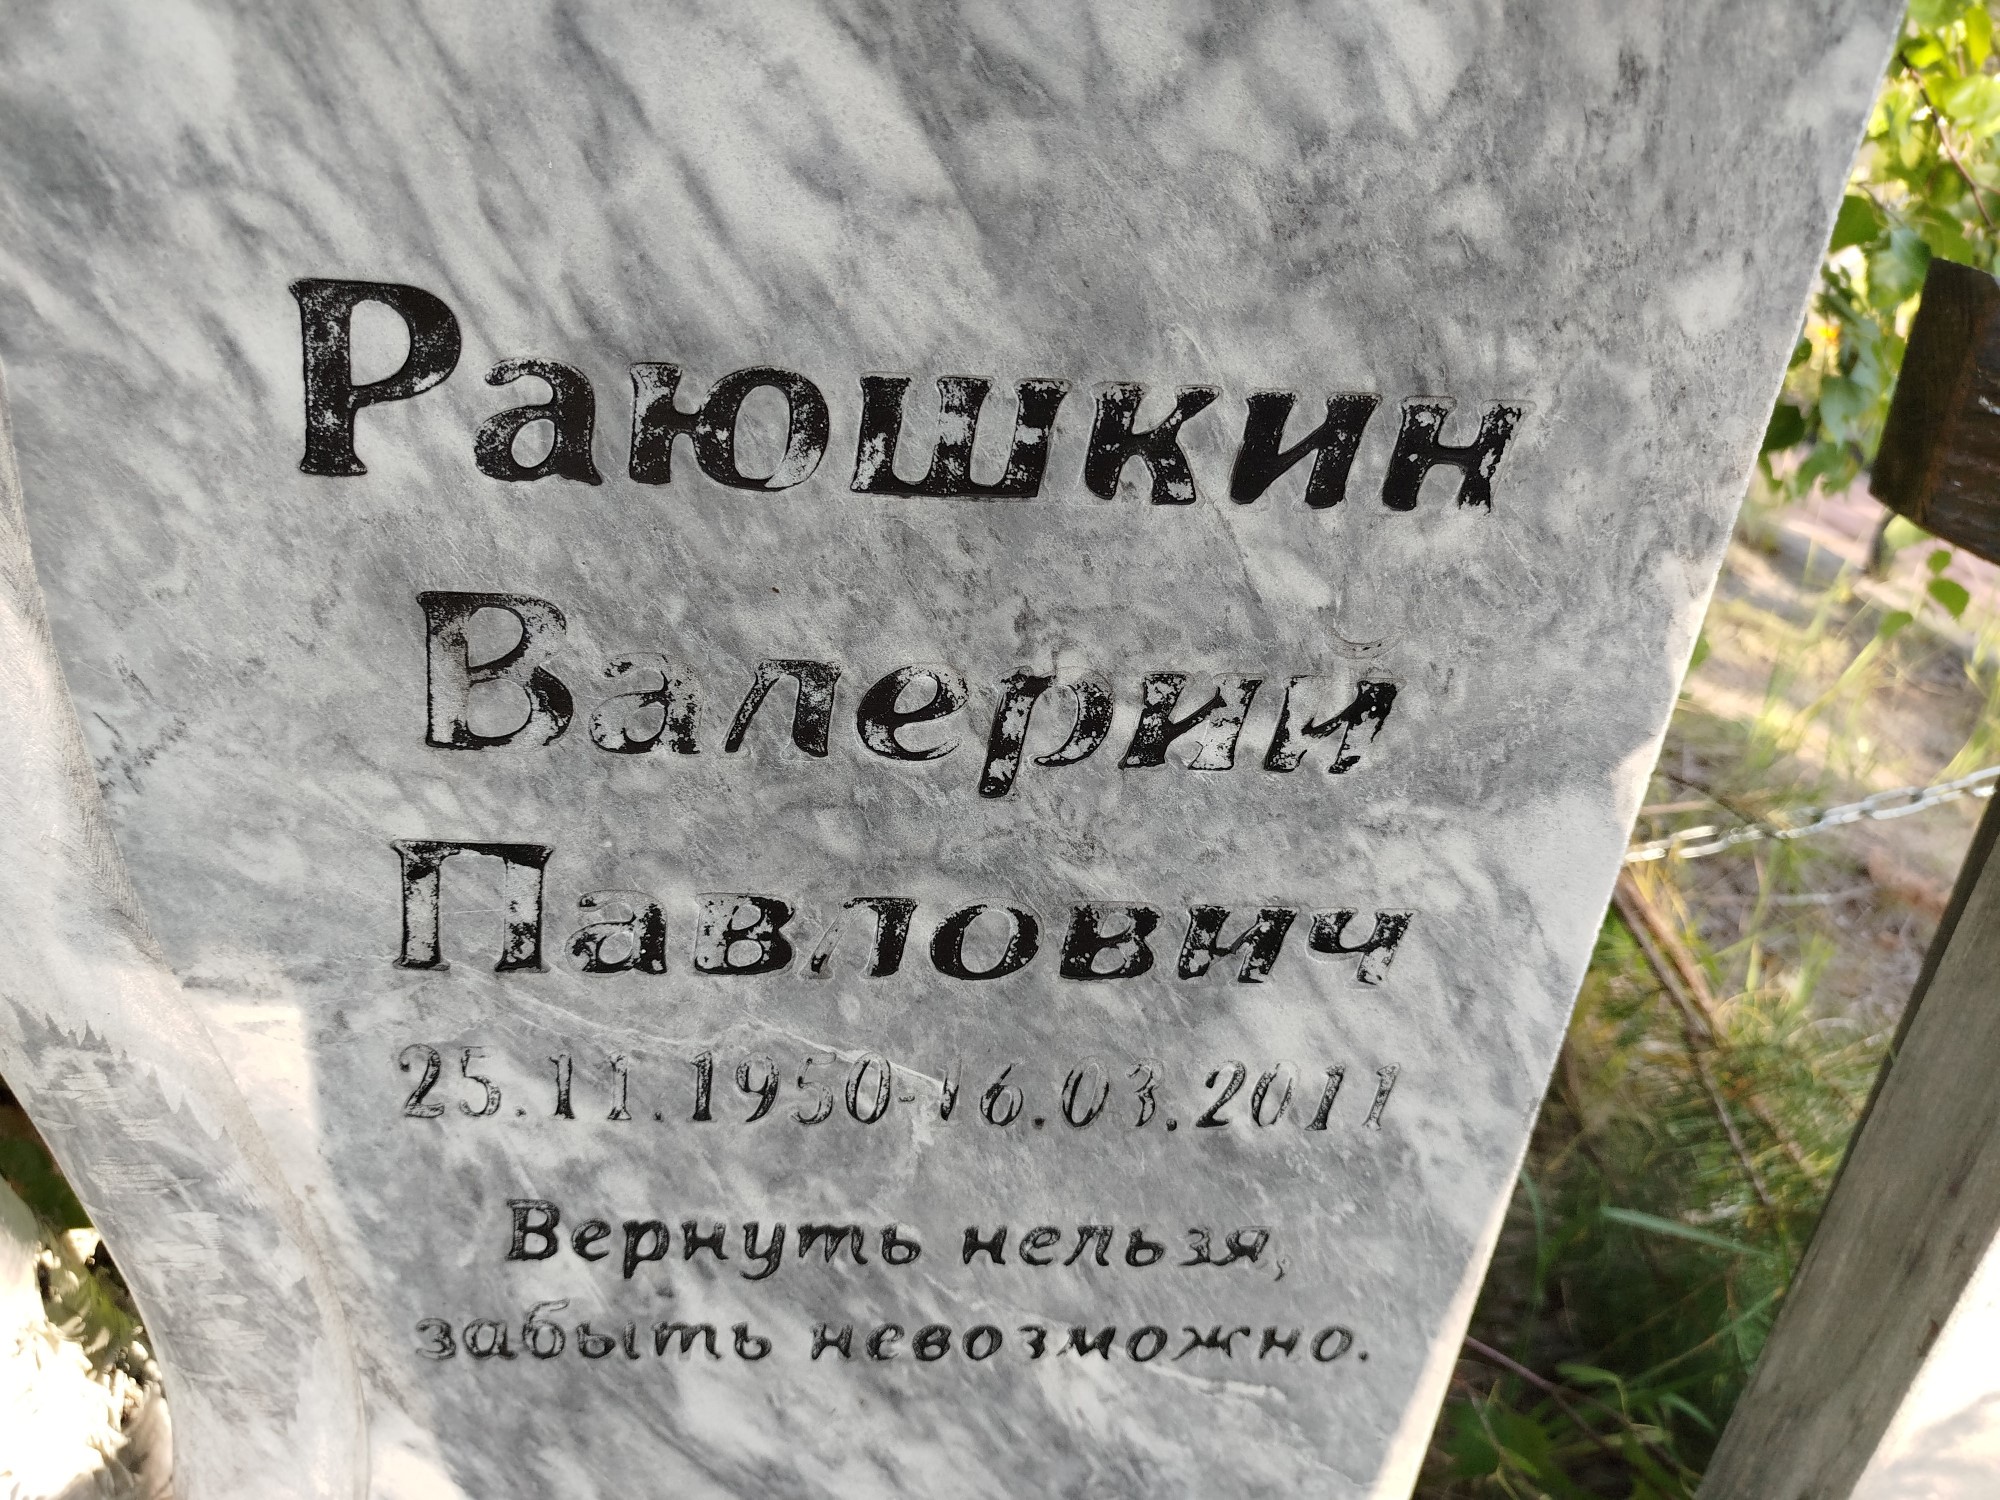 Раюшкин
Валерий
Павлович
25.11.1950-16.03.2011
Вернуть нельзя,
забыть невозможно.